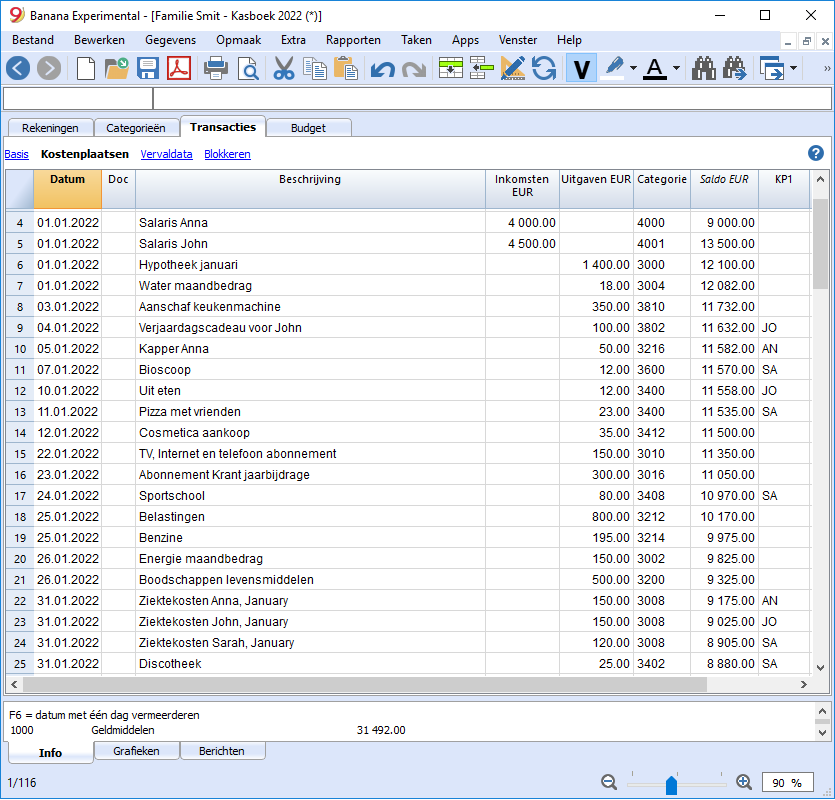 Banana Experimental - [Familie Smit - Kasboek 2022 (*)]
Bestand Bewerken Gegevens Opmaak Extra Rapporten Taken Apps Venster Help
V A »
Rekeningen Categorieën Transacties Budget
Basis Kostenplaatsen Vervaldata Blokkeren ?
Datum Doc Beschrijving Inkomsten EUR Uitgaven EUR Categorie Saldo EUR KP1
4 01.01.2022 Salaris Anna 4 000.00 4000 9 000.00
5 01.01.2022 Salaris John 4 500.00 4001 13 500.00
6 01.01.2022 Hypotheek januari 1 400.00 3000 12 100.00
7 01.01.2022 Water maandbedrag 18.00 3004 12 082.00
8 03.01.2022 Aanschaf keukenmachine 350.00 3810 11 732.00
9 04.01.2022 Verjaardagscadeau voor John 100.00 3802 11 632.00 JO
10 05.01.2022 Kapper Anna 50.00 3216 11 582.00 AN
11 07.01.2022 Bioscoop 12.00 3600 11 570.00 SA
12 10.01.2022 Uit eten 12.00 3400 11 558.00 JO
13 11.01.2022 Pizza met vrienden 23.00 3400 11 535.00 SA
14 12.01.2022 Cosmetica aankoop 35.00 3412 11 500.00
15 22.01.2022 TV, Internet en telefoon abonnement 150.00 3010 11 350.00
16 23.01.2022 Abonnement Krant jaarbijdrage 300.00 3016 11 050.00
17 24.01.2022 Sportschool 80.00 3408 10 970.00 SA
18 25.01.2022 Belastingen 800.00 3212 10 170.00
19 25.01.2022 Benzine 195.00 3214 9 975.00
20 26.01.2022 Energie maandbedrag 150.00 3002 9 825.00
21 26.01.2022 Boodschappen levensmiddelen 500.00 3200 9 325.00
22 31.01.2022 Ziektekosten Anna, January 150.00 3008 9 175.00 AN
23 31.01.2022 Ziektekosten John, January 150.00 3008 9 025.00 JO
24 31.01.2022 Ziektekosten Sarah, January 120.00 3008 8 905.00 SA
25 31.01.2022 Discotheek 25.00 3402 8 880.00 SA
F6 = datum met één dag vermeerderen
1000 Geldmiddelen 31 492.00
Info Grafieken Berichten
1/116 90 %